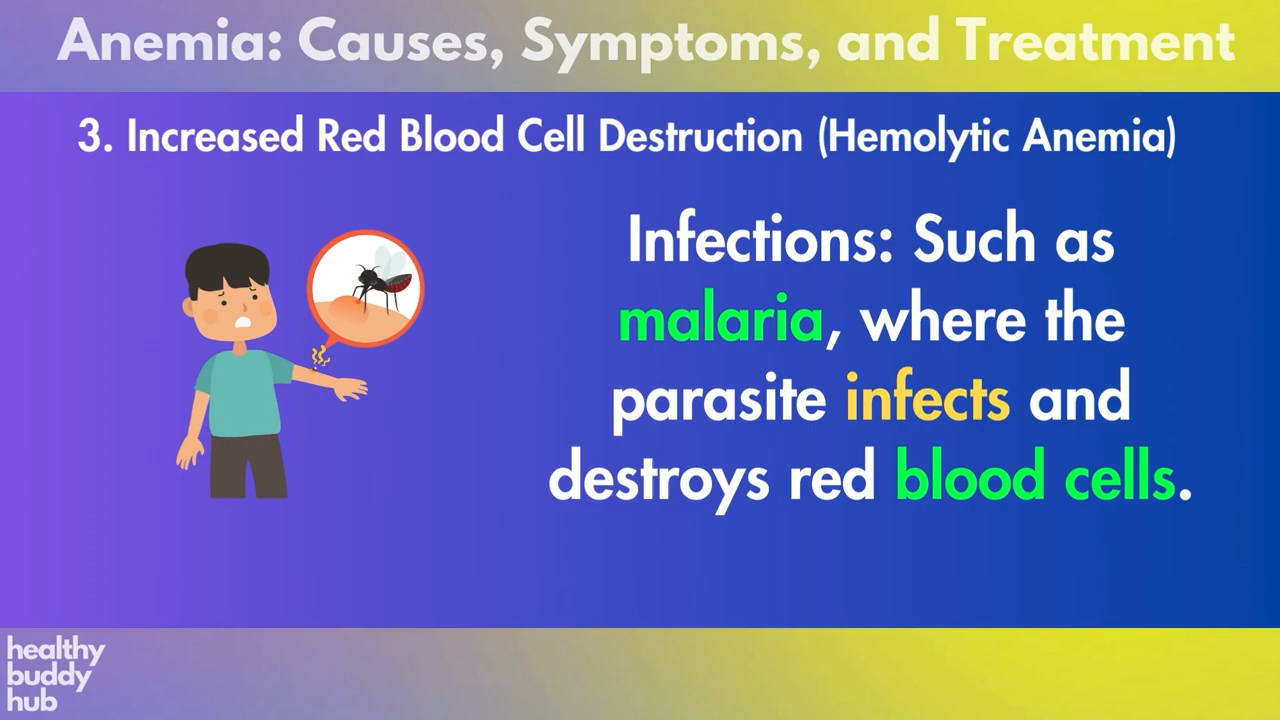 Anemia: Causes, Symptoms, and Treatment
3. Increased Red Blood Cell Destruction (Hemolytic Anemia)
Infections: Such as
malaria, where the
parasite infects and
destroys red blood cells.
healthy
buddy
hub